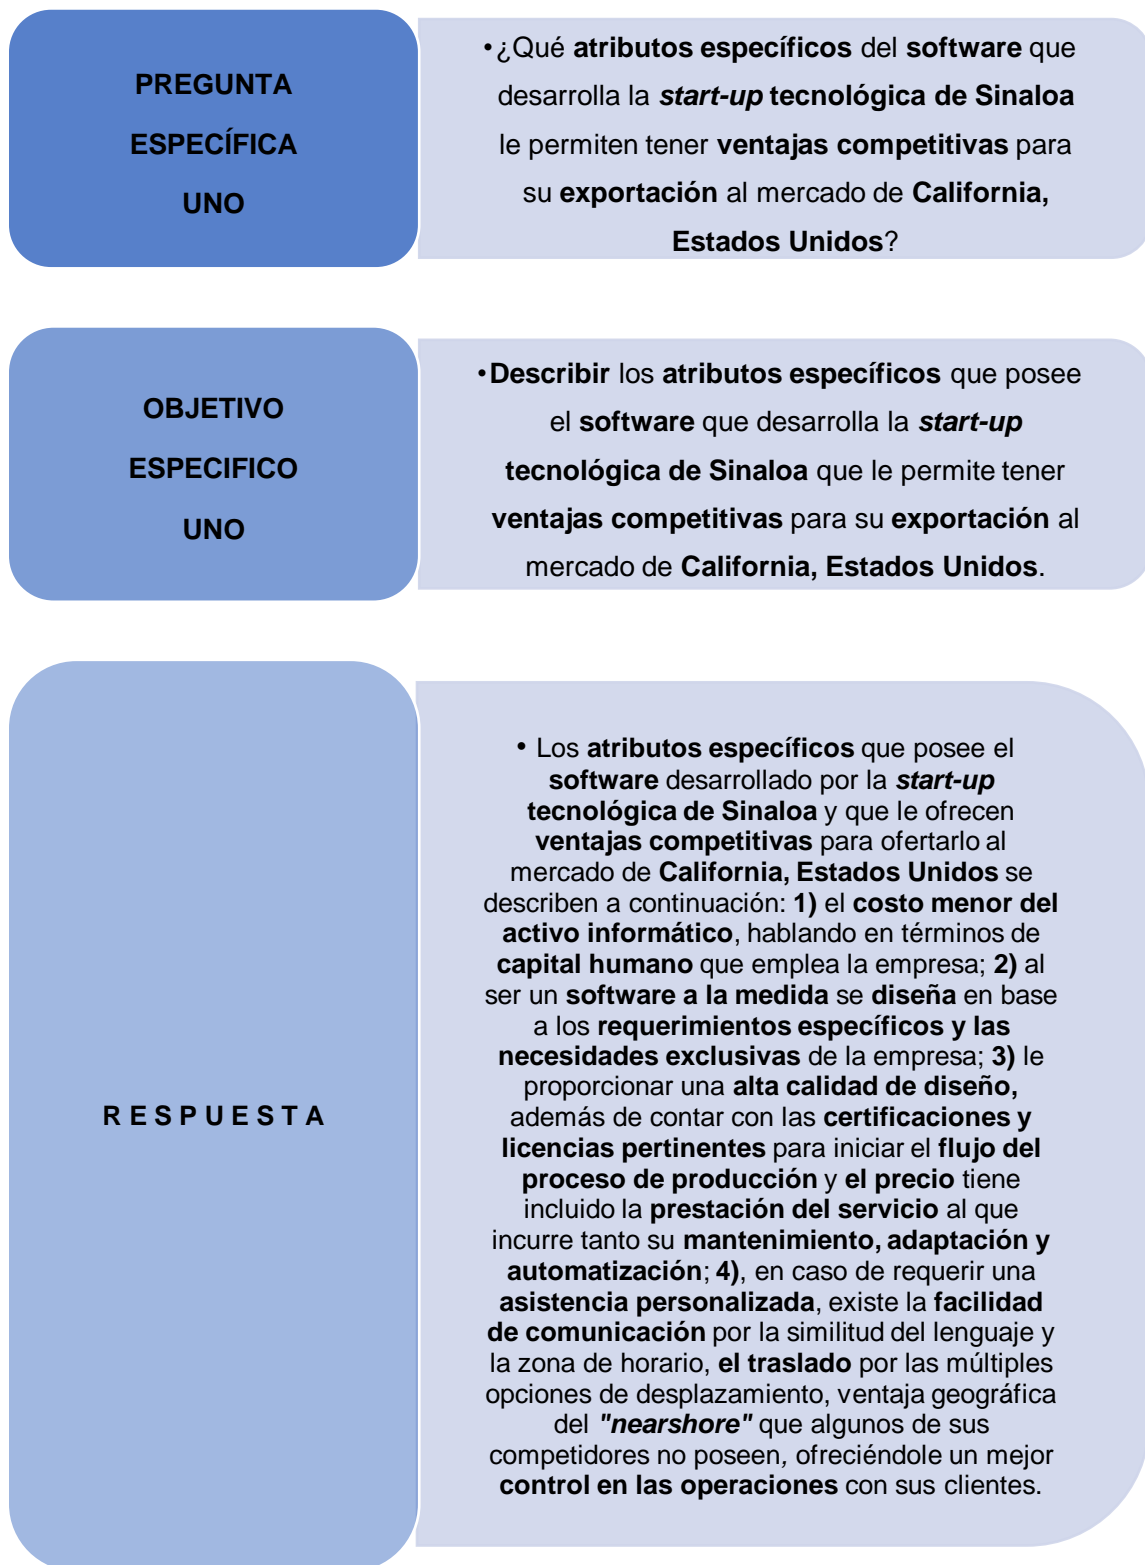 PREGUNTA
ESPECÍFICA
UNO
•¿Qué atributos específicos del software que
desarrolla la start-up tecnológica de Sinaloa
le permiten tener ventajas competitivas para
su exportación al mercado de California,
Estados Unidos?
OBJETIVO
ESPECIFICO
UNO
•Describir los atributos específicos que posee
el software que desarrolla la start-up
tecnológica de Sinaloa que le permite tener
ventajas competitivas para su exportación al
mercado de California, Estados Unidos.
R E S P U E S T A
• Los atributos específicos que posee el
software desarrollado por la start-up
tecnológica de Sinaloa y que le ofrecen
ventajas competitivas para ofertarlo al
mercado de California, Estados Unidos se
describen a continuación: 1) el costo menor del
activo informático, hablando en términos de
capital humano que emplea la empresa; 2) al
ser un software a la medida se diseña en base
a los requerimientos específicos y las
necesidades exclusivas de la empresa; 3) le
proporcionar una alta calidad de diseño,
además de contar con las certificaciones y
licencias pertinentes para iniciar el flujo del
proceso de producción y el precio tiene
incluido la prestación del servicio al que
incurre tanto su mantenimiento, adaptación y
automatización; 4), en caso de requerir una
asistencia personalizada, existe la facilidad
de comunicación por la similitud del lenguaje y
la zona de horario, el traslado por las múltiples
opciones de desplazamiento, ventaja geográfica
del "nearshore" que algunos de sus
competidores no poseen, ofreciéndole un mejor
control en las operaciones con sus clientes.